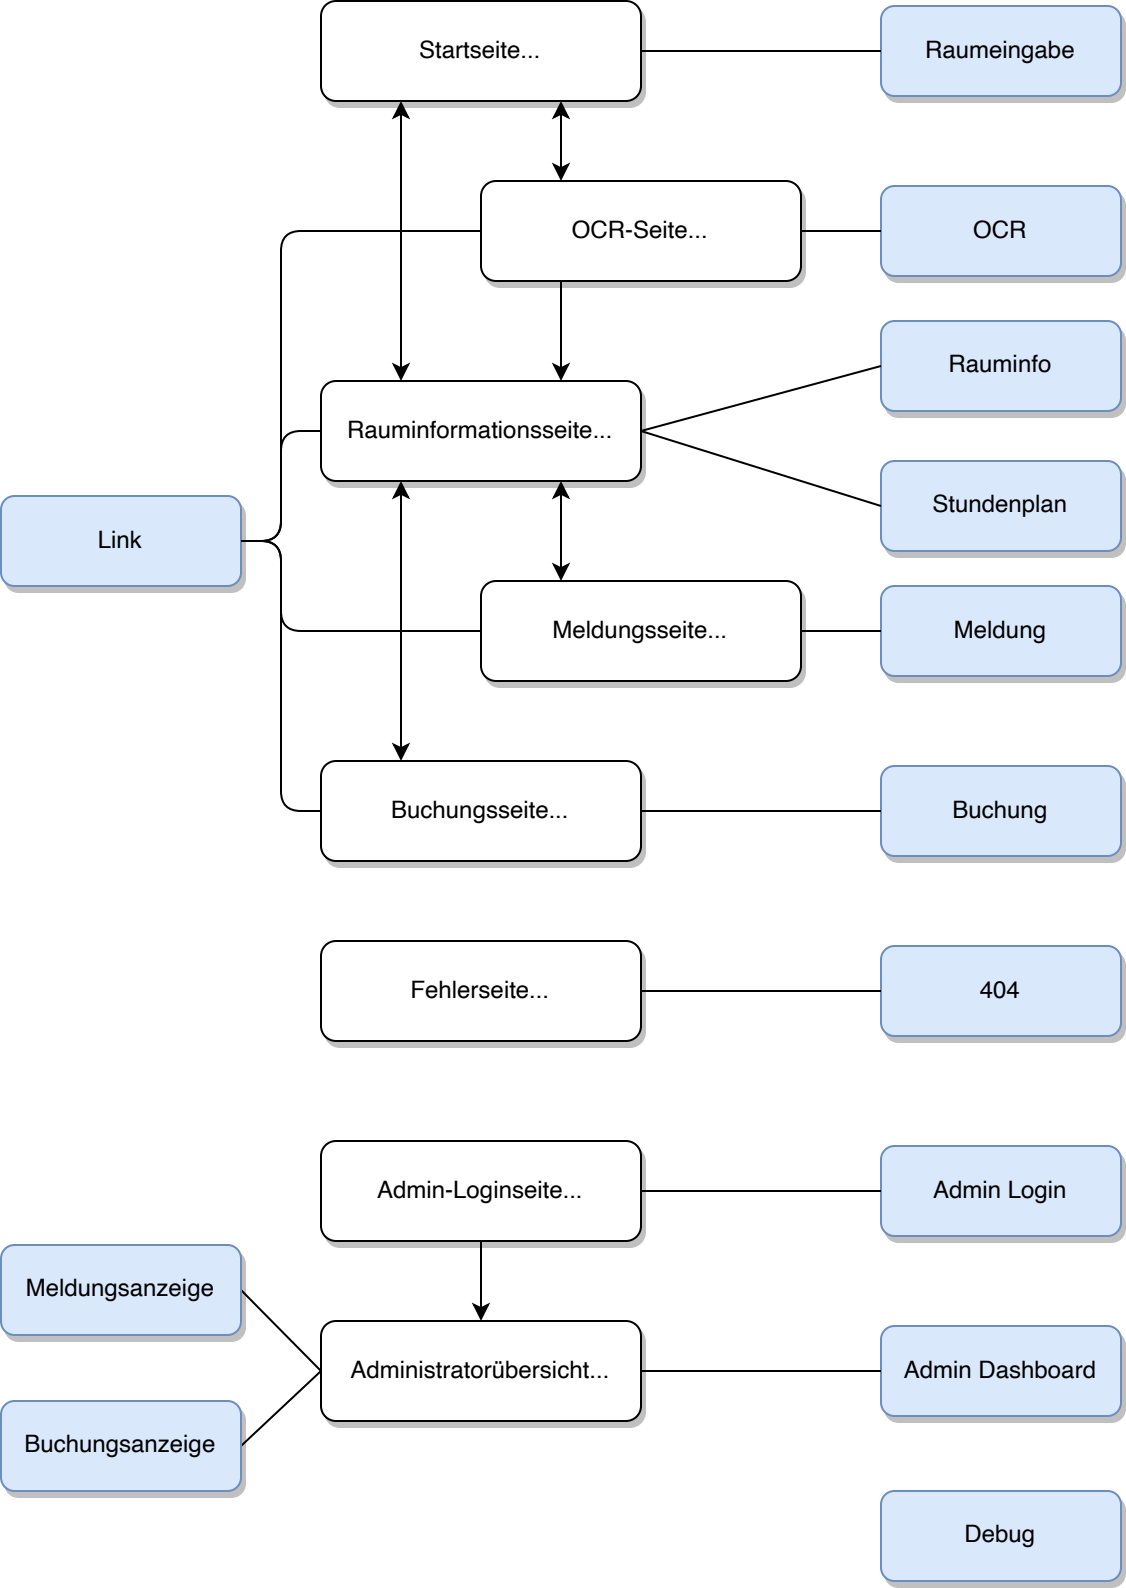 Startseite...
Raumeingabe
OCR-Seite...
OCR
Rauminfo
Rauminformationsseite...
Stundenplan
Link
Meldungsseite...
Meldung
Buchungsseite...
Buchung
Fehlerseite...
404
Admin-Loginseite...
Admin Login
Meldungsanzeige
Administratorübersicht...
Admin Dashboard
Buchungsanzeige
Debug